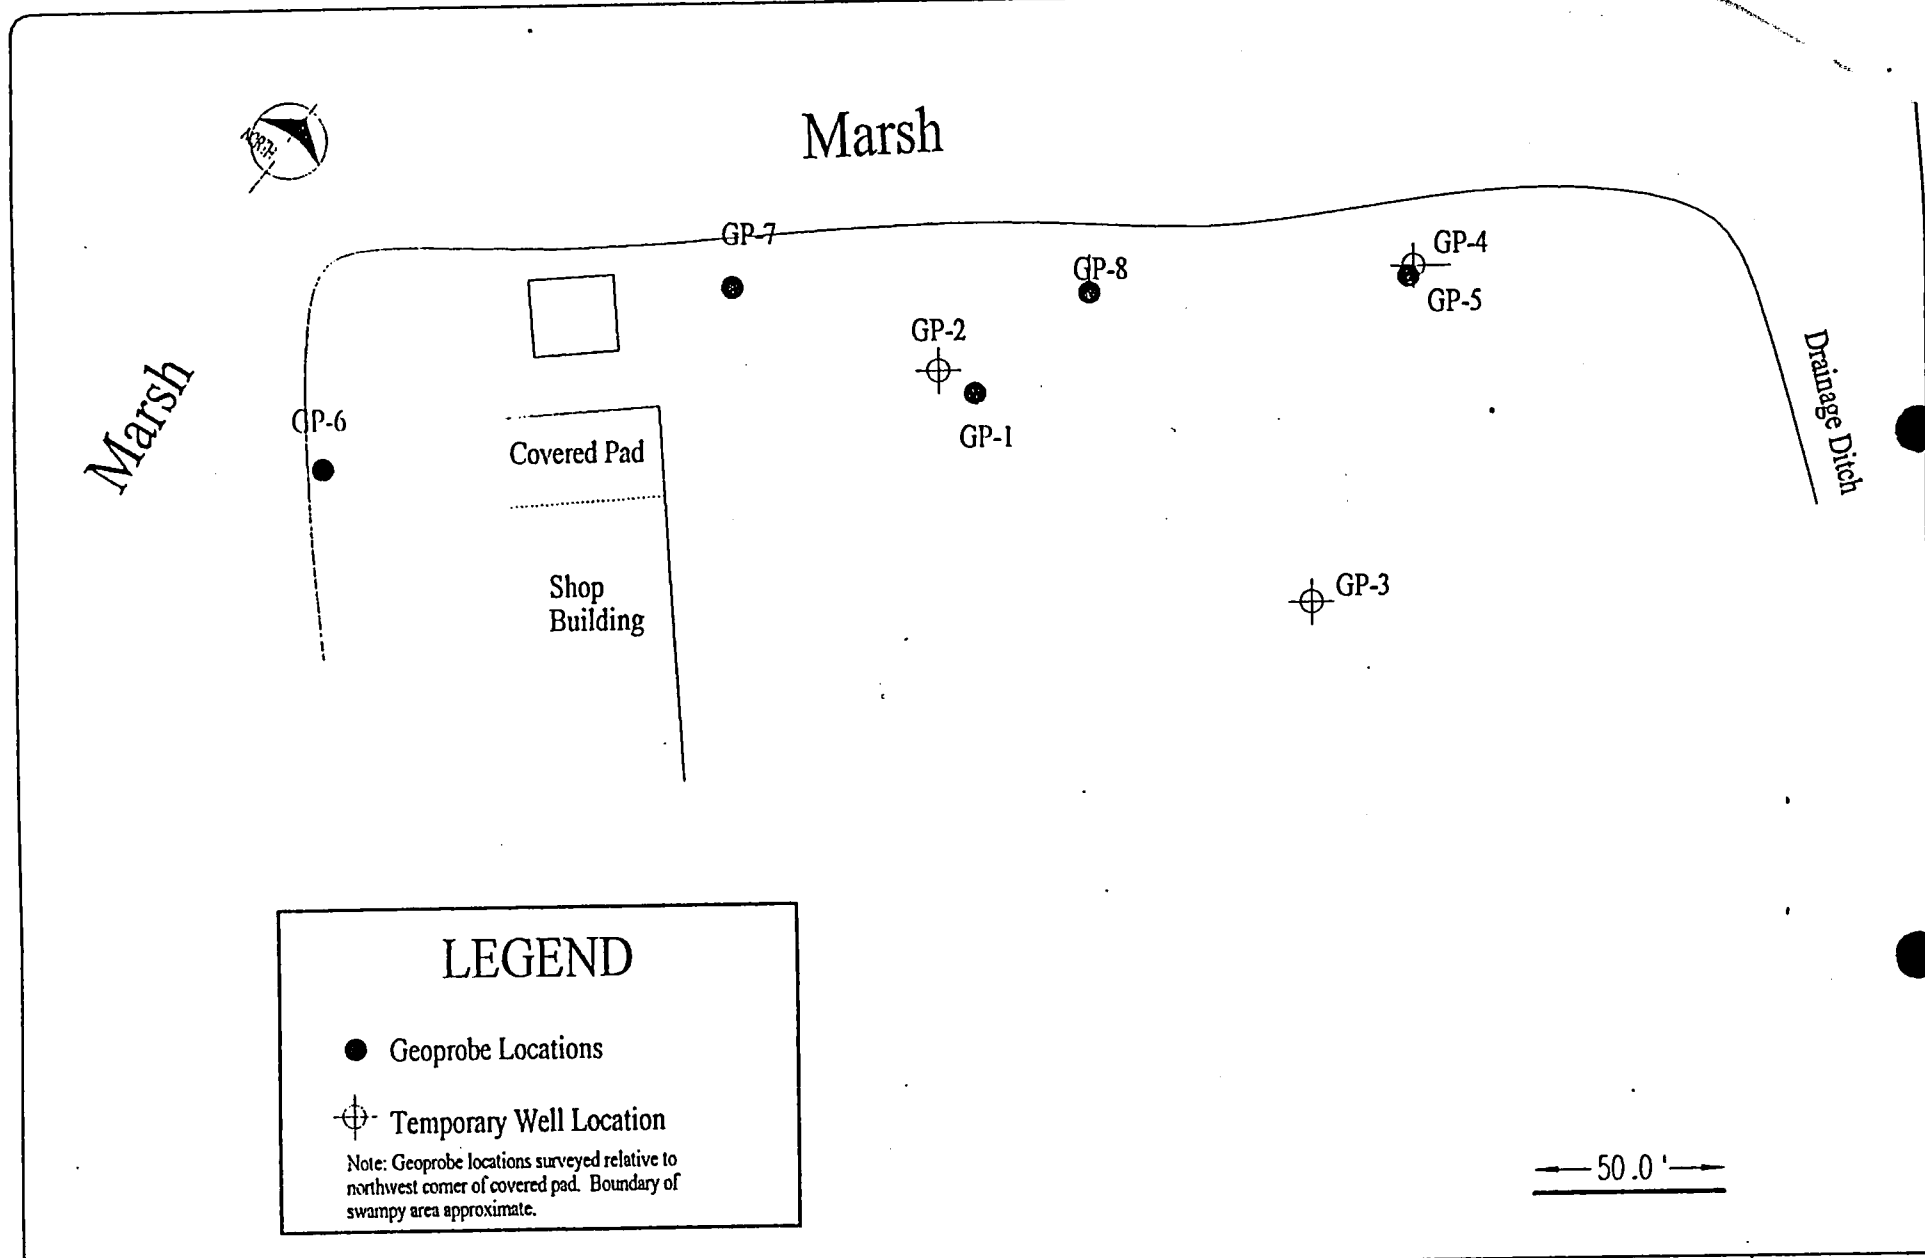 Marsh
NORTH
GP-7
GP-4
GP-8
GP-5
GP-2
Drainage Ditch
Marsh
GP-6
GP-1
Covered Pad
Shop
Building
GP-3
LEGEND
Geoprobe Locations
Temporary Well Location
Note: Geoprobe locations surveyed relative to
northwest corner of covered pad. Boundary of
swampy area approximate.
50.0'